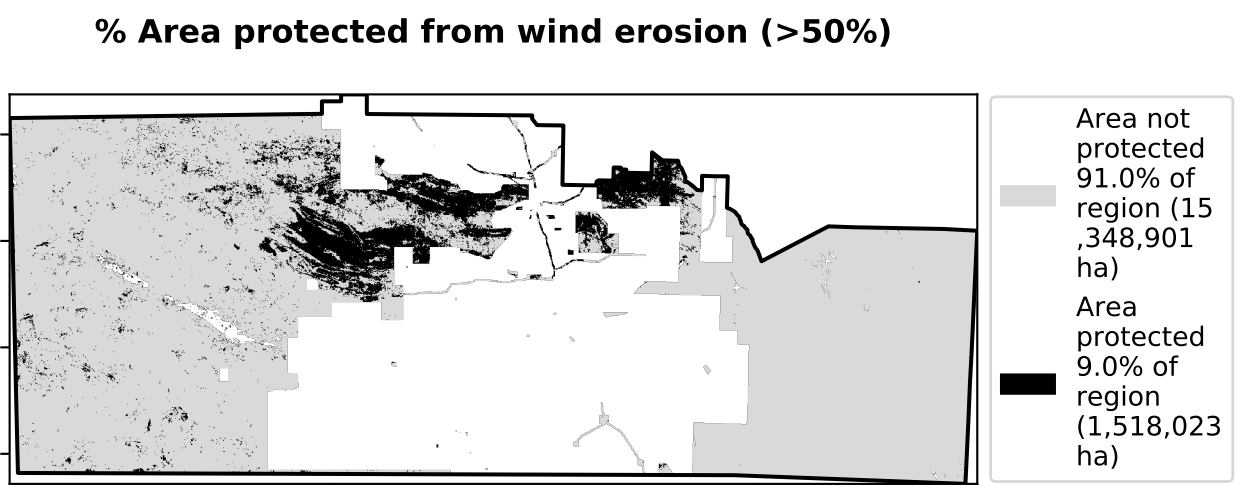 % Area protected from wind erosion (>50%)
Area not
protected
91.0% of
region (15
,348,901
ha)
Area
protected
9.0% of
region
(1,518,023
ha)